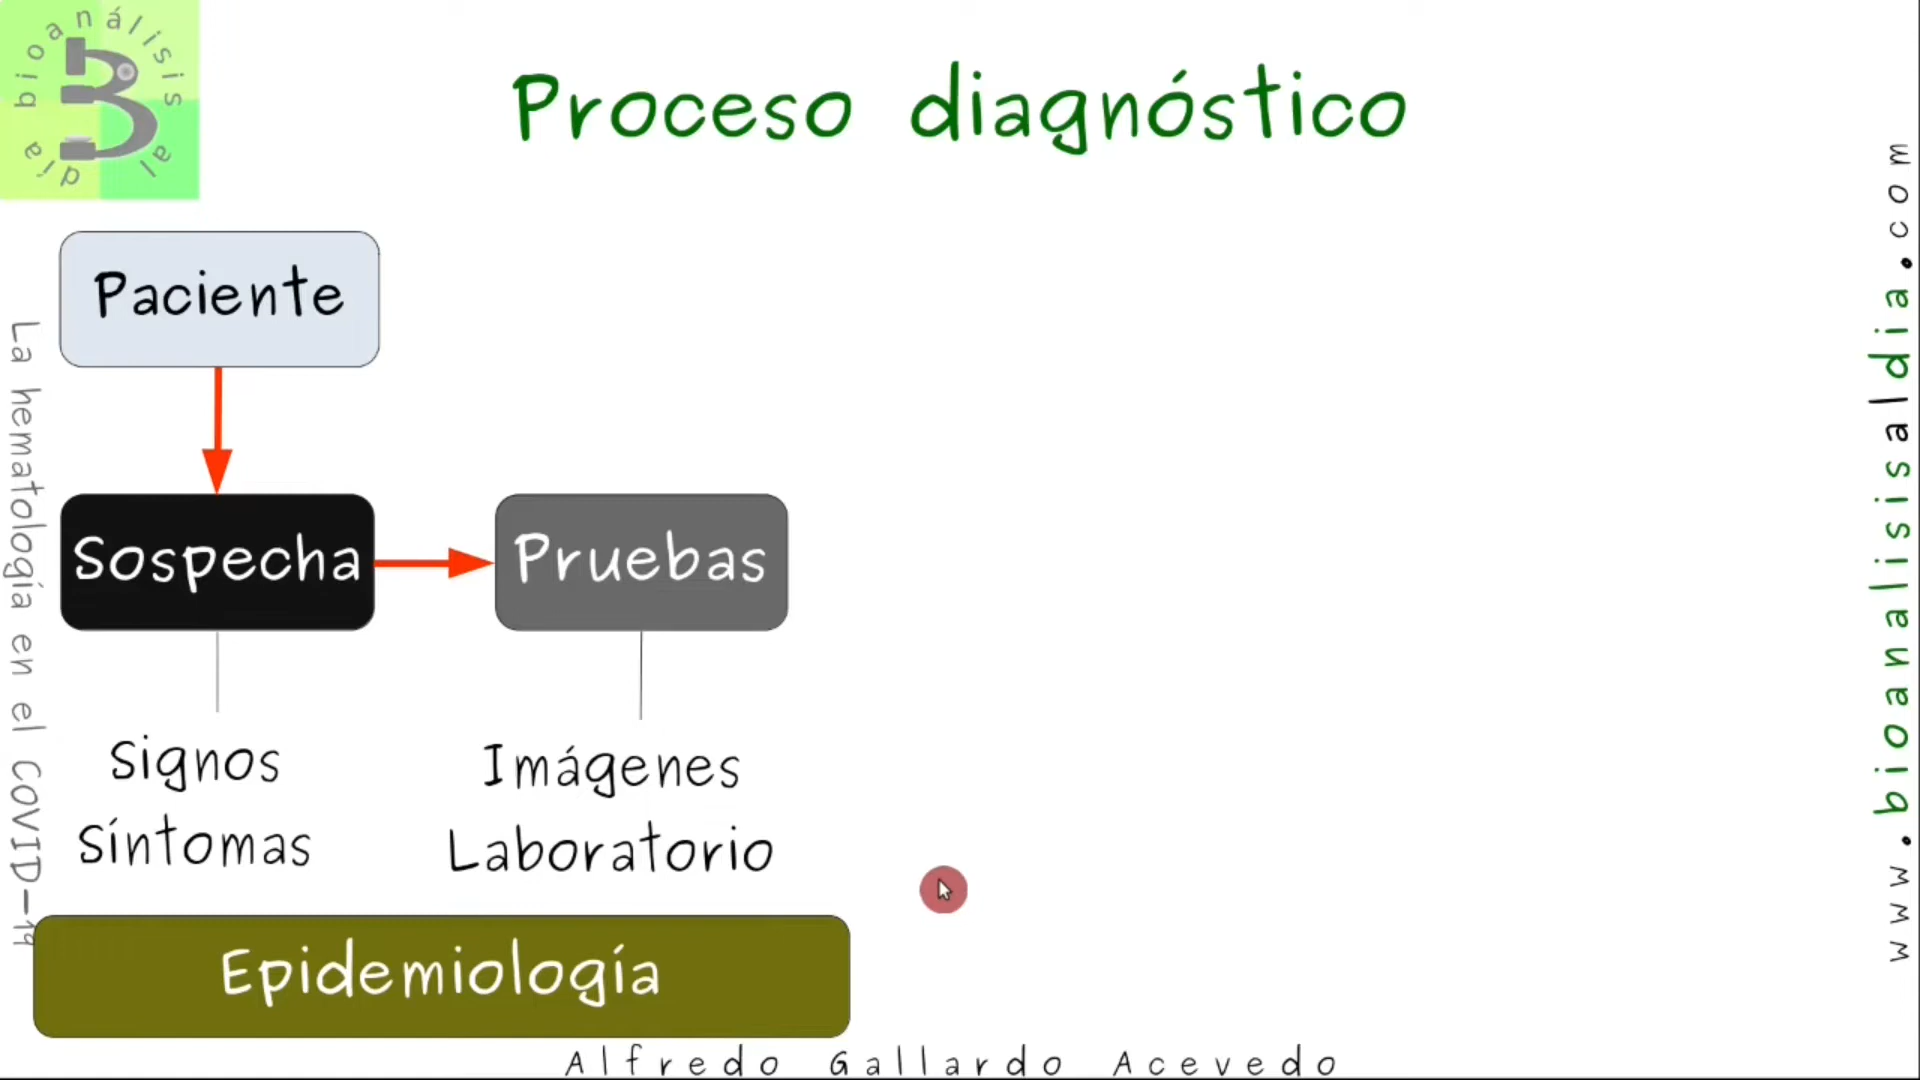 bioanálisis al día
Proceso diagnóstico
Paciente
Sospecha
Pruebas
Signos
Síntomas
Imágenes
Laboratorio
Epidemiología
La hematología en el COVID-19
www.bioanalisisaldia.com
Alfredo Gallardo Acevedo